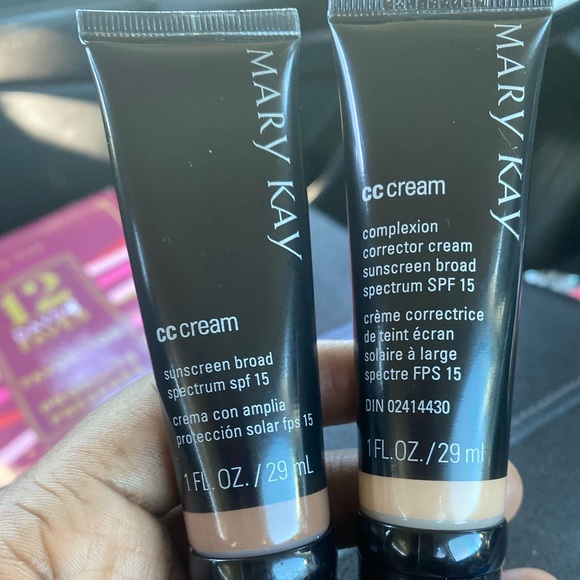 MARY KAY
cc cream
sunscreen broad
spectrum spf 15
crema con amplia
protección solar fps 15
1 FL. OZ. / 29 mL
MARY KAY
cc cream
complexion
corrector cream
sunscreen broad
spectrum SPF 15
crème correctrice
de teint écran
solaire à large
spectre FPS 15
DIN 02414430
1 FL. OZ. / 29 ml
12